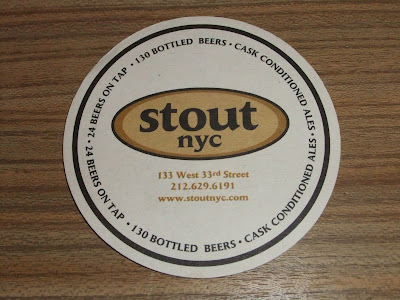 • 24 BEERS ON TAP • 130 BOTTLED BEERS • CASK CONDITIONED ALES
stout
nyc
133 West 33rd Street
212.629.6191
www.stoutnyc.com
• 24 BEERS ON TAP • 130 BOTTLED BEERS • CASK CONDITIONED ALES